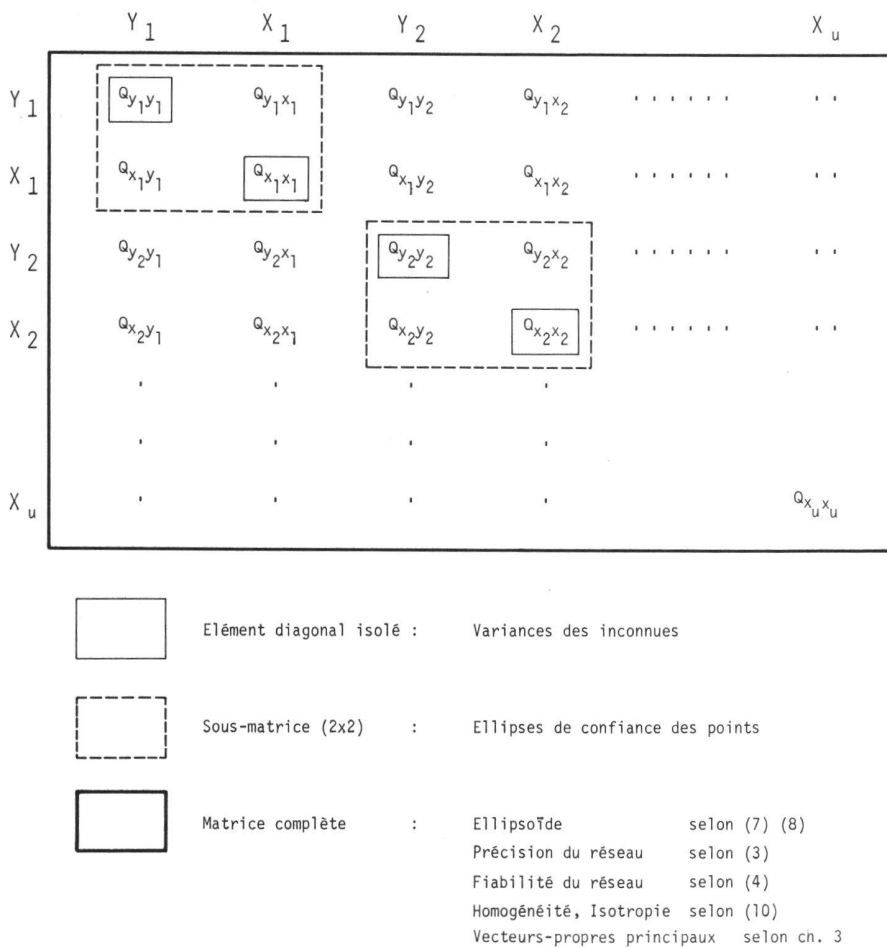 Y1 X1 Y2 X2 Xu
Y1 Qy1y1 Qy1x1 Qy1y2 Qy1x2 . . . . . . . .
X1 Qx1y1 Qx1x1 Qx1y2 Qx1x2 . . . . . . . .
Y2 Qy2y1 Qy2x1 Qy2y2 Qy2x2 . . . . . . . .
X2 Qx2y1 Qx2x1 Qx2y2 Qx2x2 . . . . . . . .
. . . .
. . . .
Xu . . . . Qxuxu
Elément diagonal isolé : Variances des inconnues
Sous-matrice (2x2) : Ellipses de confiance des points
Matrice complète : Ellipsoïde selon (7) (8)
Précision du réseau selon (3)
Fiabilité du réseau selon (4)
Homogénéité, Isotropie selon (10)
Vecteurs-propres principaux selon ch. 3